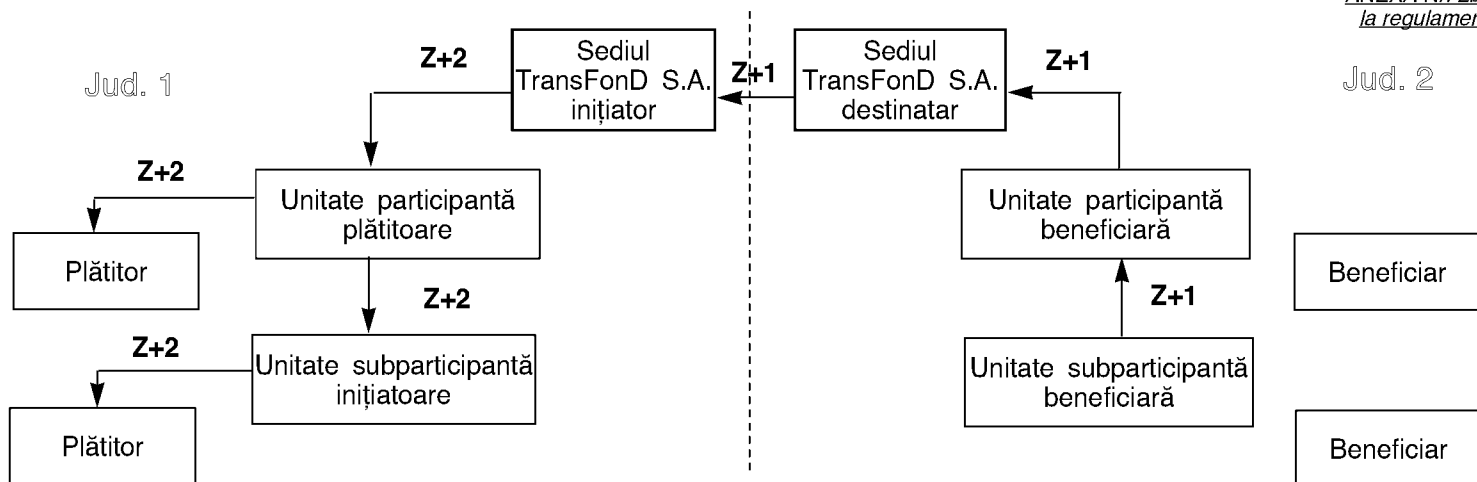 la regulamen
Jud. 1
Z+2
Sediul
TransFonD S.A.
inițiator
Z+1
Sediul
TransFonD S.A.
destinatar
Z+1
Jud. 2
Z+2
Unitate participantă
plătitoare
Unitate participantă
beneficiară
Plătitor
Beneficiar
Z+2
Z+1
Z+2
Unitate subparticipantă
inițiatoare
Unitate subparticipantă
beneficiară
Plătitor
Beneficiar